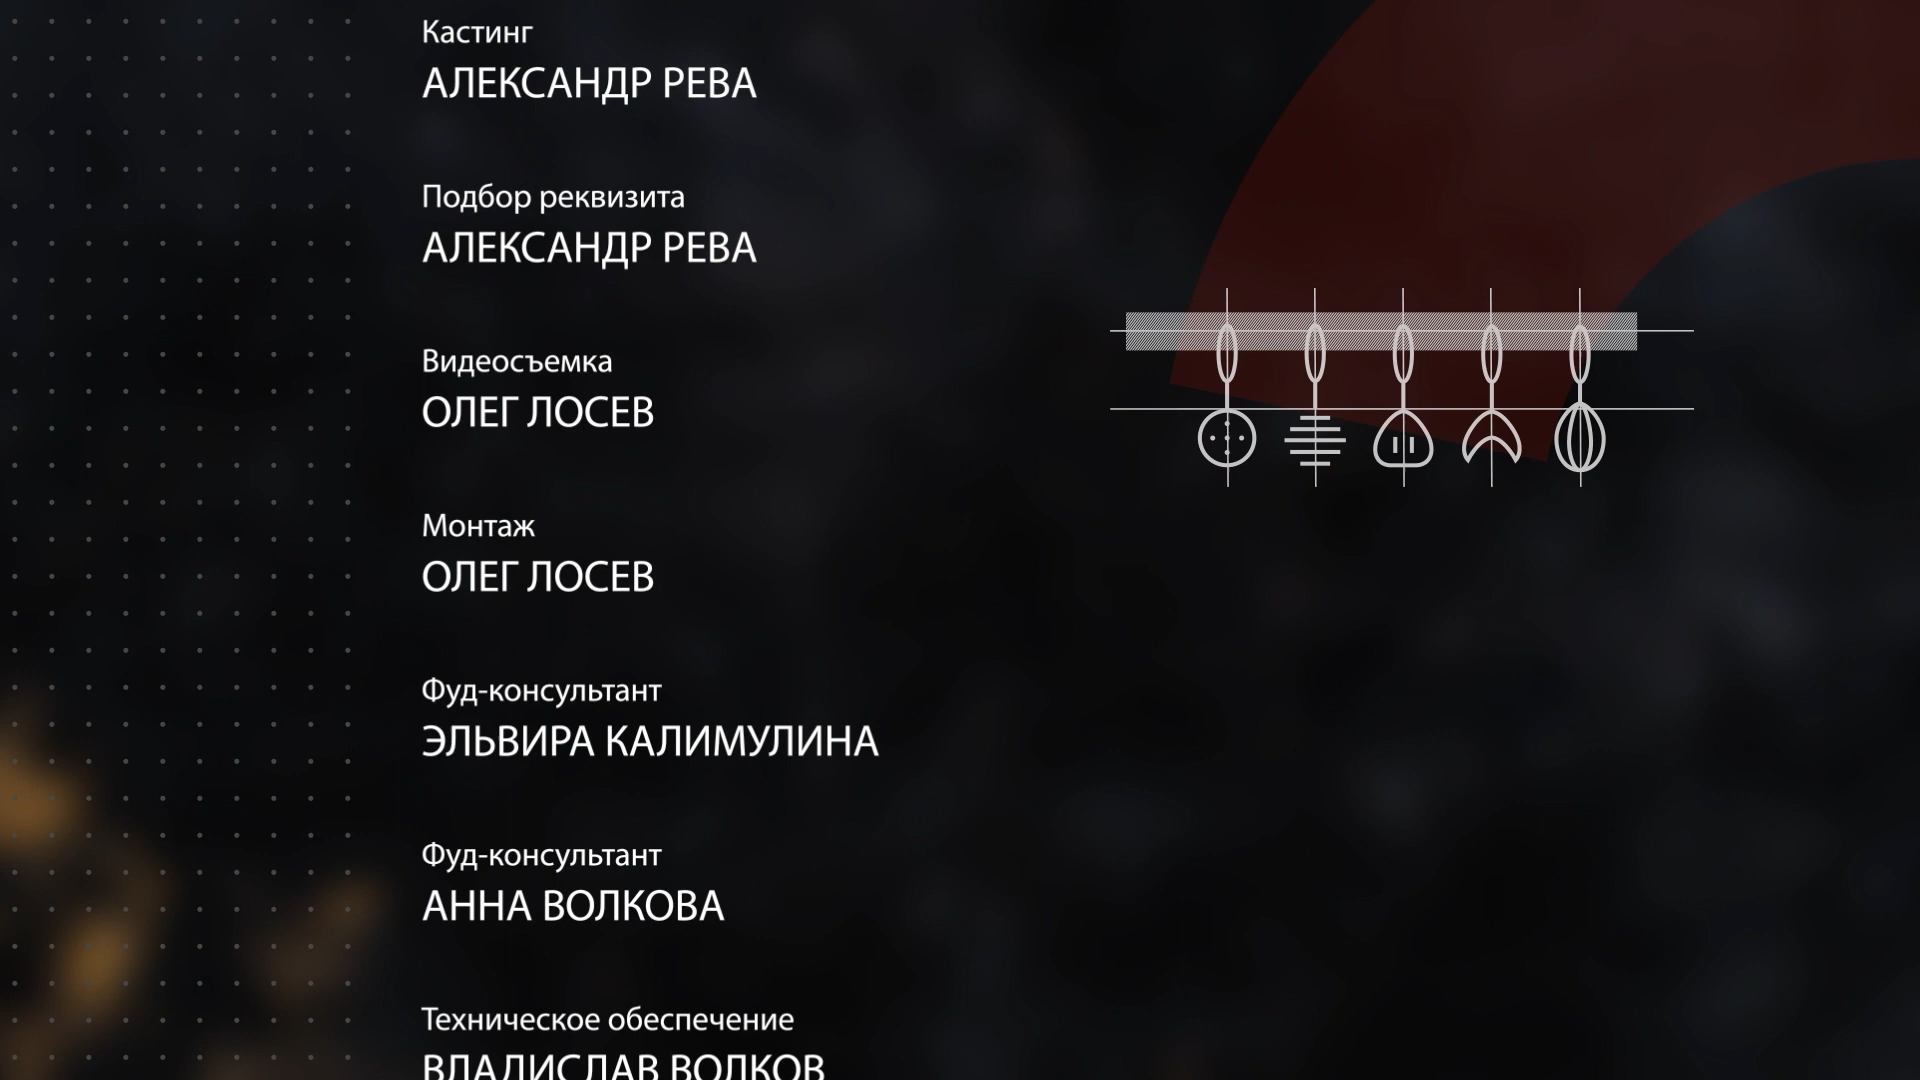 Кастинг
АЛЕКСАНДР РЕВА
Подбор реквизита
АЛЕКСАНДР РЕВА
Видеосъемка
ОЛЕГ ЛОСЕВ
Монтаж
ОЛЕГ ЛОСЕВ
Фуд-консультант
ЭЛЬВИРА КАЛИМУЛИНА
Фуд-консультант
АННА ВОЛКОВА
Техническое обеспечение
ВЛАДИСЛАВ ВОЛКОВ